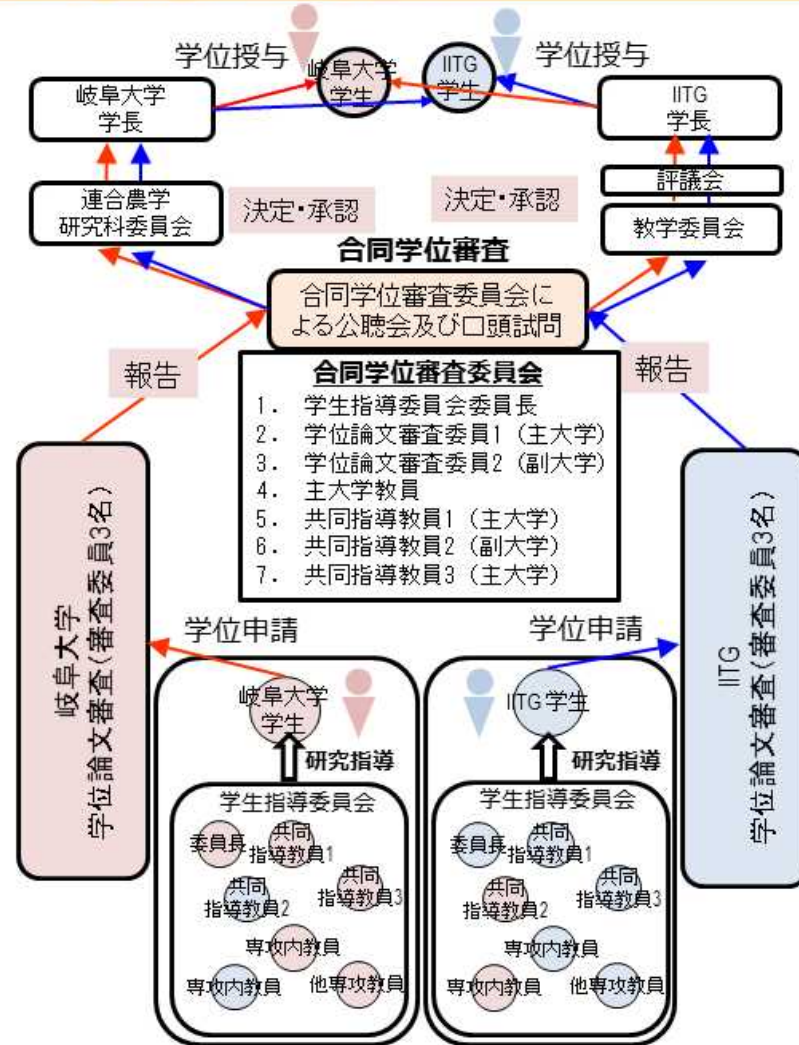 学位授与
学位授与
岐阜大学
学生
IITG
学生
岐阜大学
学長
IITG
学長
連合農学
研究科委員会
決定・承認
決定・承認
評議会
教学委員会
合同学位審査
合同学位審査委員会に
よる公聴会及び口頭試問
報告
報告
合同学位審査委員会
1. 学生指導委員会委員長
2. 学位論文審査委員1（主大学）
3. 学位論文審査委員2（副大学）
4. 主大学教員
5. 共同指導教員1（主大学）
6. 共同指導教員2（副大学）
7. 共同指導教員3（主大学）
岐阜大学
学位論文審査(審査委員3名)
IITG
学位論文審査(審査委員3名)
学位申請
学位申請
岐阜大学
学生
研究指導
学生指導委員会
委員長
共同
指導教員1
共同
指導教員2
共同
指導教員3
専攻内教員
専攻内教員
他専攻教員
IITG学生
研究指導
学生指導委員会
委員長
共同
指導教員1
共同
指導教員2
共同
指導教員3
専攻内教員
専攻内教員
他専攻教員